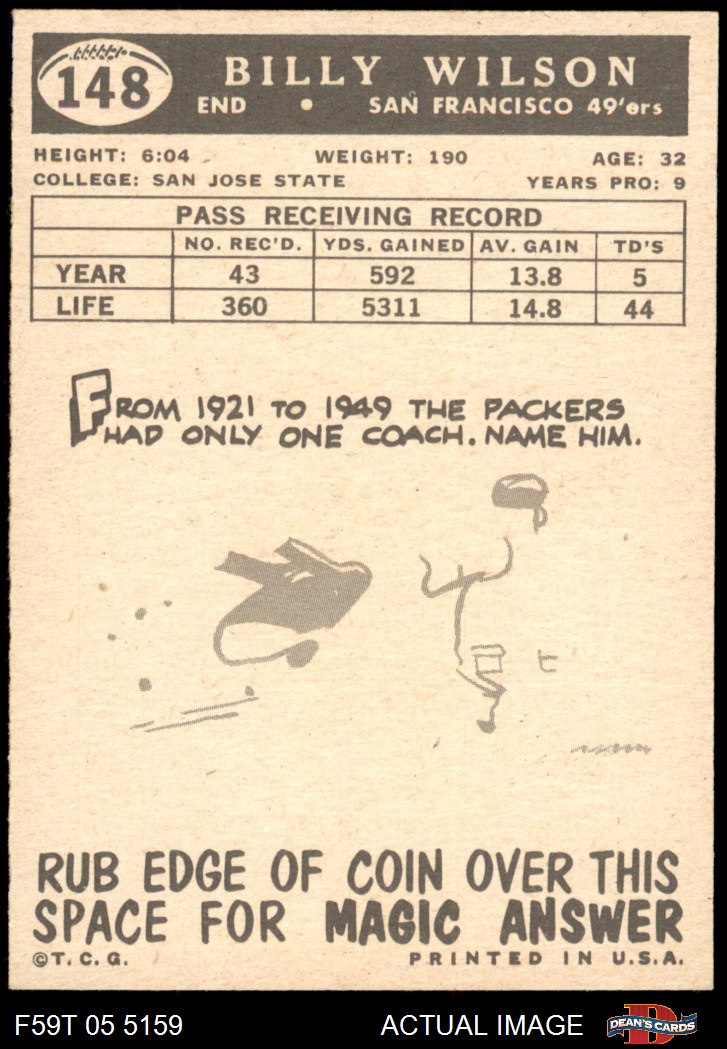 148
BILLY WILSON
END • SAN FRANCISCO 49'ers
HEIGHT: 6:04 WEIGHT: 190 AGE: 32
COLLEGE: SAN JOSE STATE YEARS PRO: 9
PASS RECEIVING RECORD
NO. REC'D. YDS. GAINED AV. GAIN TD'S
YEAR 43 592 13.8 5
LIFE 360 5311 14.8 44
FROM 1921 TO 1949 THE PACKERS
HAD ONLY ONE COACH. NAME HIM.
RUB EDGE OF COIN OVER THIS
SPACE FOR MAGIC ANSWER
©T.C.G. PRINTED IN U.S.A.
F59T 05 5159 ACTUAL IMAGE DEAN'S CARDS